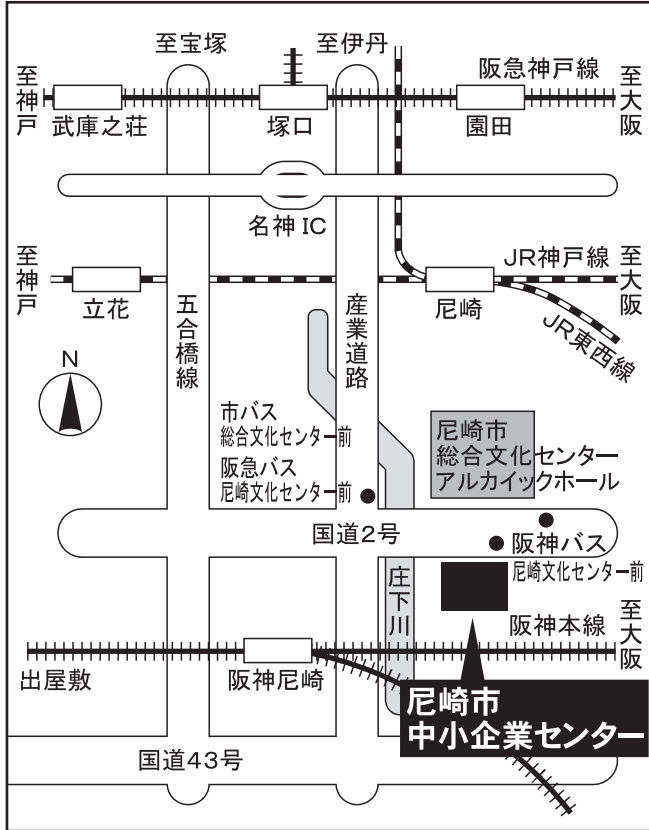 至宝塚
至伊丹
阪急神戸線
至神戸
至大阪
武庫之荘
塚口
園田
名神IC
至神戸
JR神戸線
至大阪
立花
五合橋線
産業道路
尼崎
JR東西線
N
市バス
総合文化センター前
阪急バス
尼崎文化センター前
尼崎市
総合文化センター
アルカイックホール
国道2号
阪神バス
尼崎文化センター前
庄下川
阪神本線
至大阪
出屋敷
阪神尼崎
尼崎市
中小企業センター
国道43号